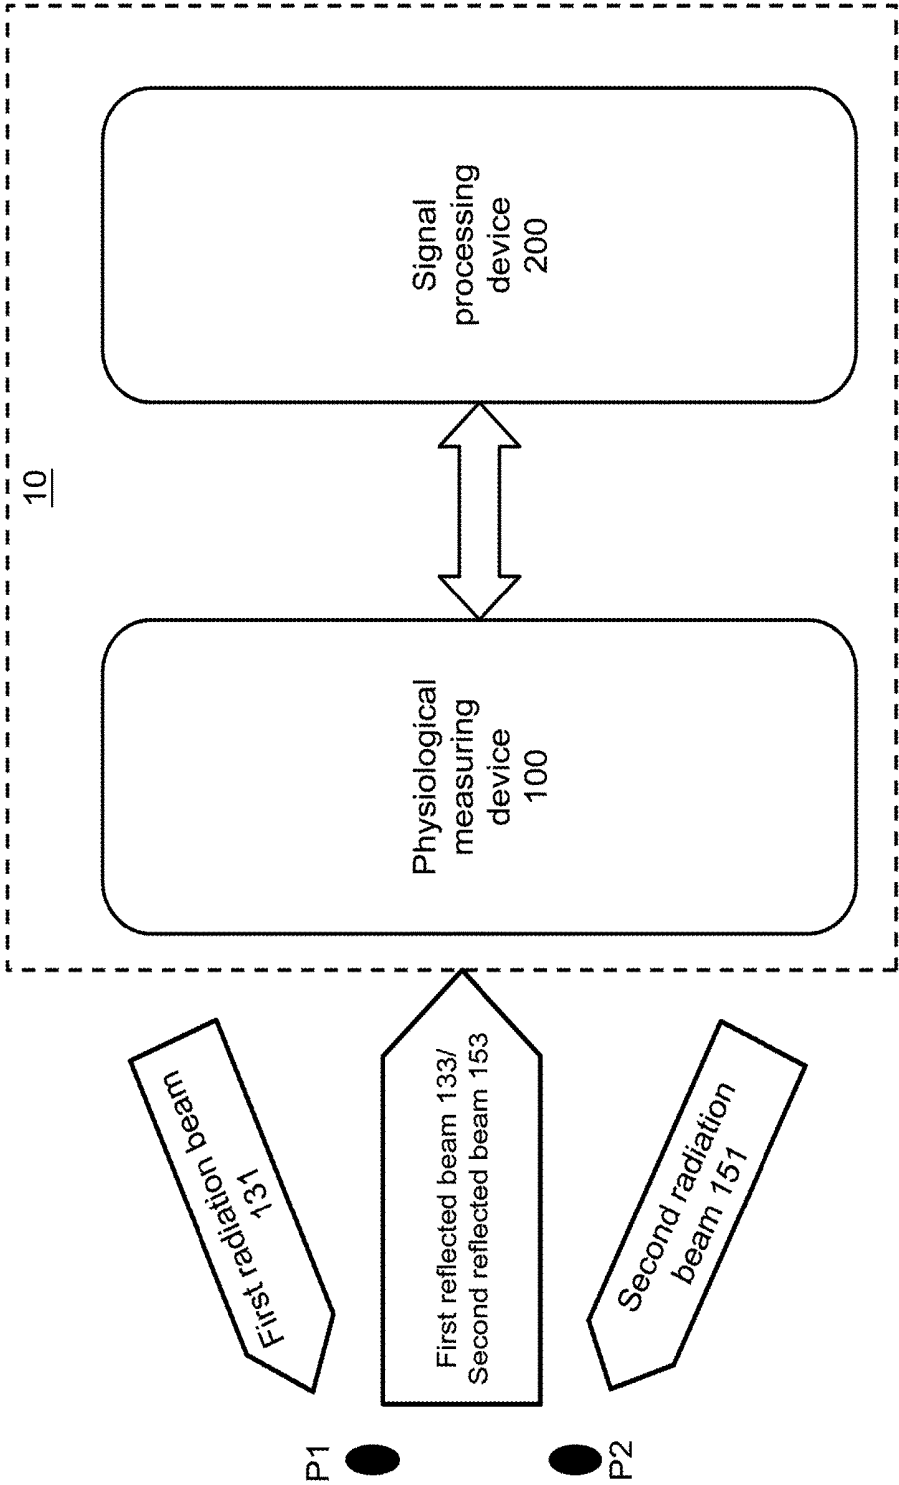 10
First radiation beam
131
P1
First reflected beam 133/
Second reflected beam 153
P2
Second radiation
beam 151
Physiological
measuring
device
100
Signal
processing
device
200